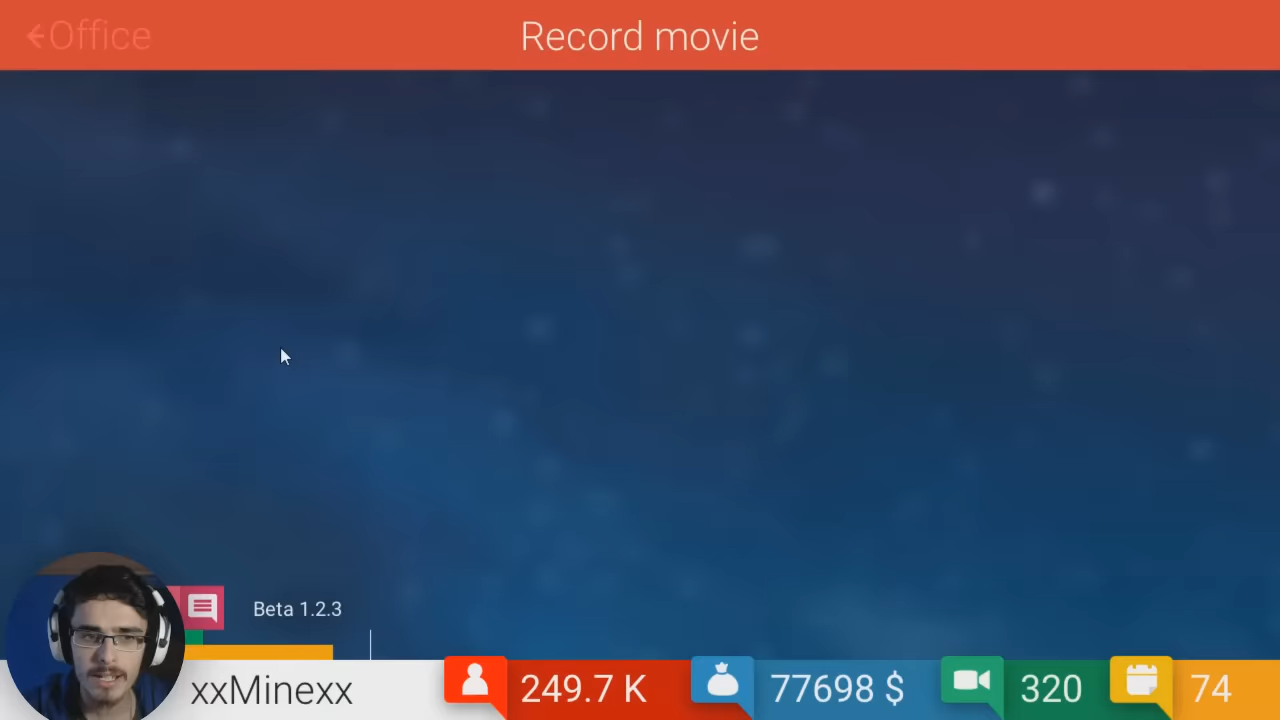 Office
Record movie
Beta 1.2.3
xxMinexx
249.7 K
77698 $
320
74